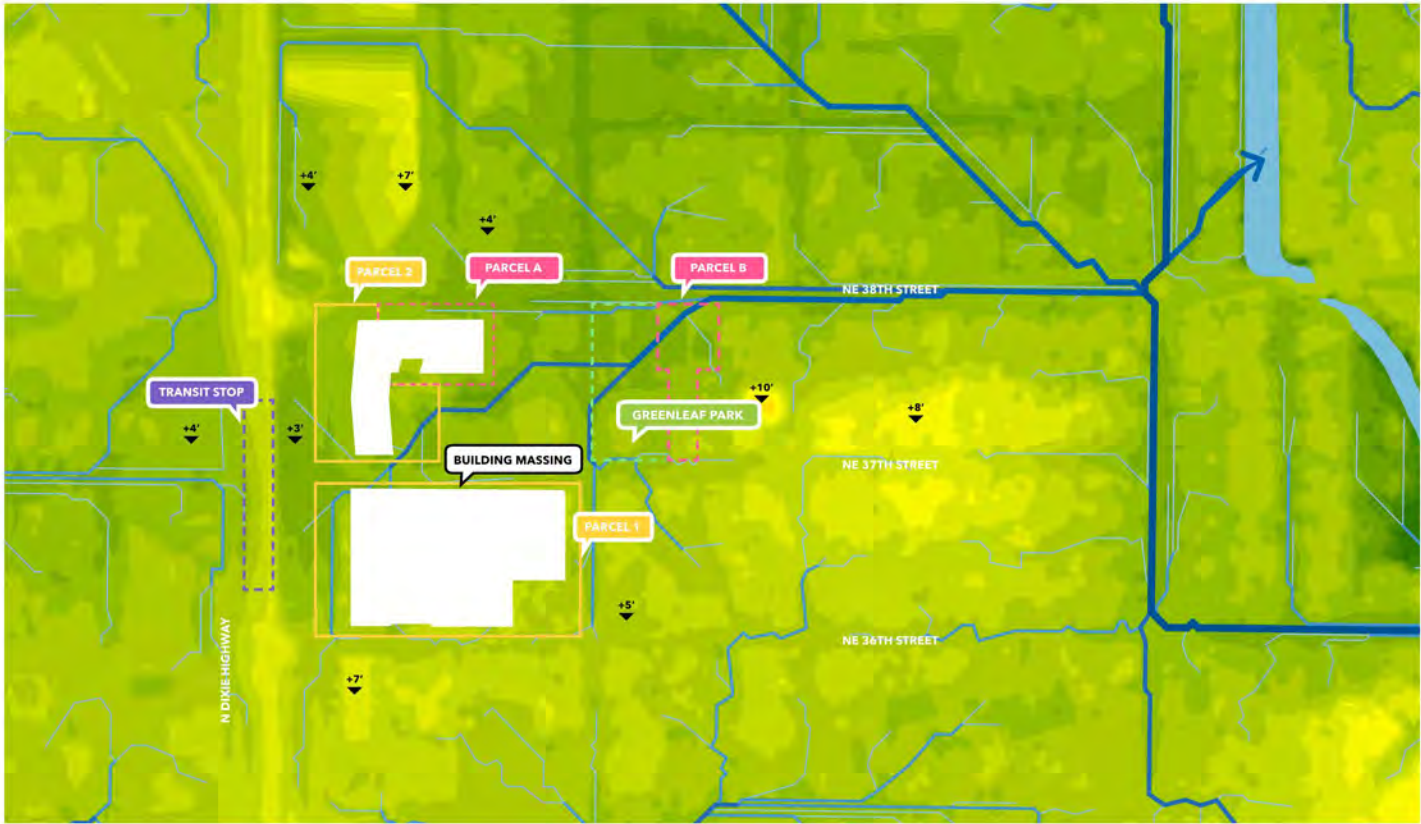 +4'
+7'
+4'
PARCEL 2
PARCEL A
PARCEL B
NE 38TH STREET
TRANSIT STOP
+10'
+8'
GREENLEAF PARK
+4'
+3'
BUILDING MASSING
NE 37TH STREET
PARCEL 1
+5'
NE 36TH STREET
N DIXIE HIGHWAY
+7'